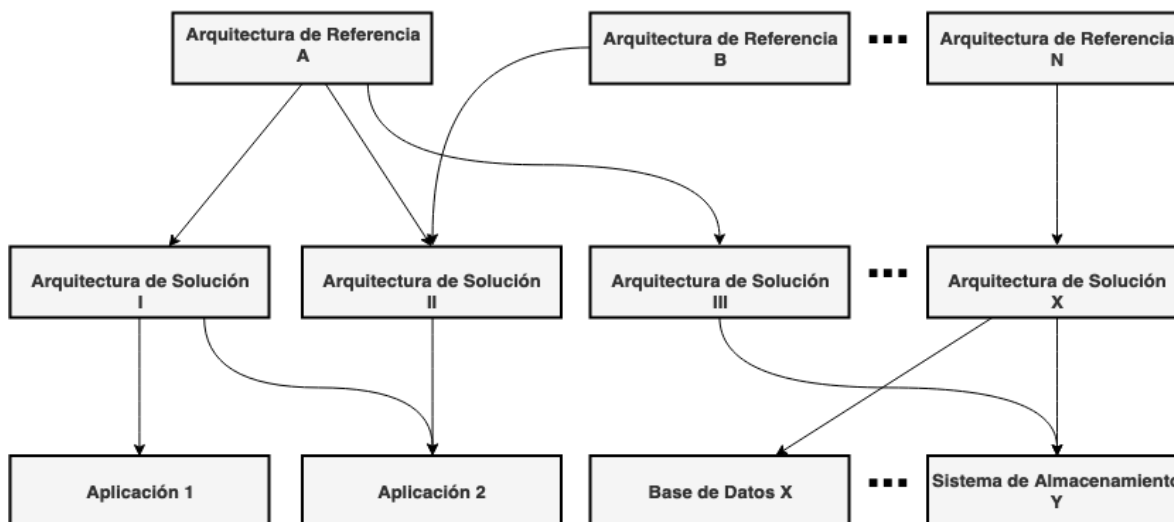 Arquitectura de Referencia
A
Arquitectura de Referencia
B
Arquitectura de Referencia
N
Arquitectura de Solución
I
Arquitectura de Solución
II
Arquitectura de Solución
III
Arquitectura de Solución
X
Aplicación 1
Aplicación 2
Base de Datos X
Sistema de Almacenamiento
Y